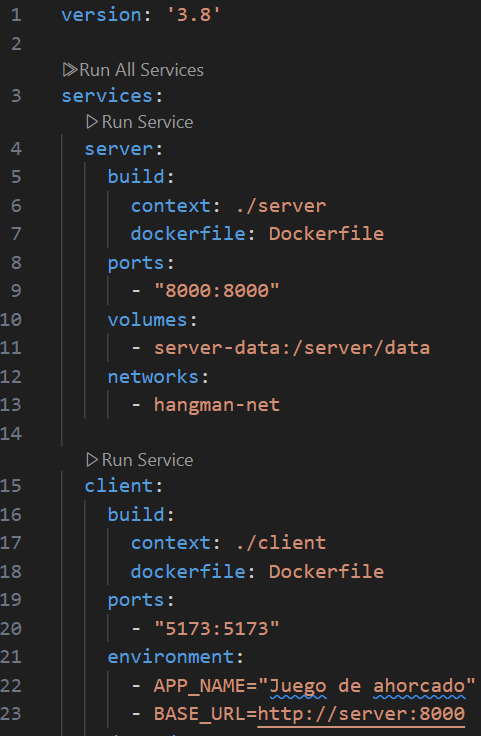 1 version: '3.8'
2
Run All Services
3 services:
Run Service
4 server:
5 build:
6 context: ./server
7 dockerfile: Dockerfile
8 ports:
9 - "8000:8000"
10 volumes:
11 - server-data:/server/data
12 networks:
13 - hangman-net
14
Run Service
15 client:
16 build:
17 context: ./client
18 dockerfile: Dockerfile
19 ports:
20 - "5173:5173"
21 environment:
22 - APP_NAME="Juego de ahorcado"
23 - BASE_URL=http://server:8000